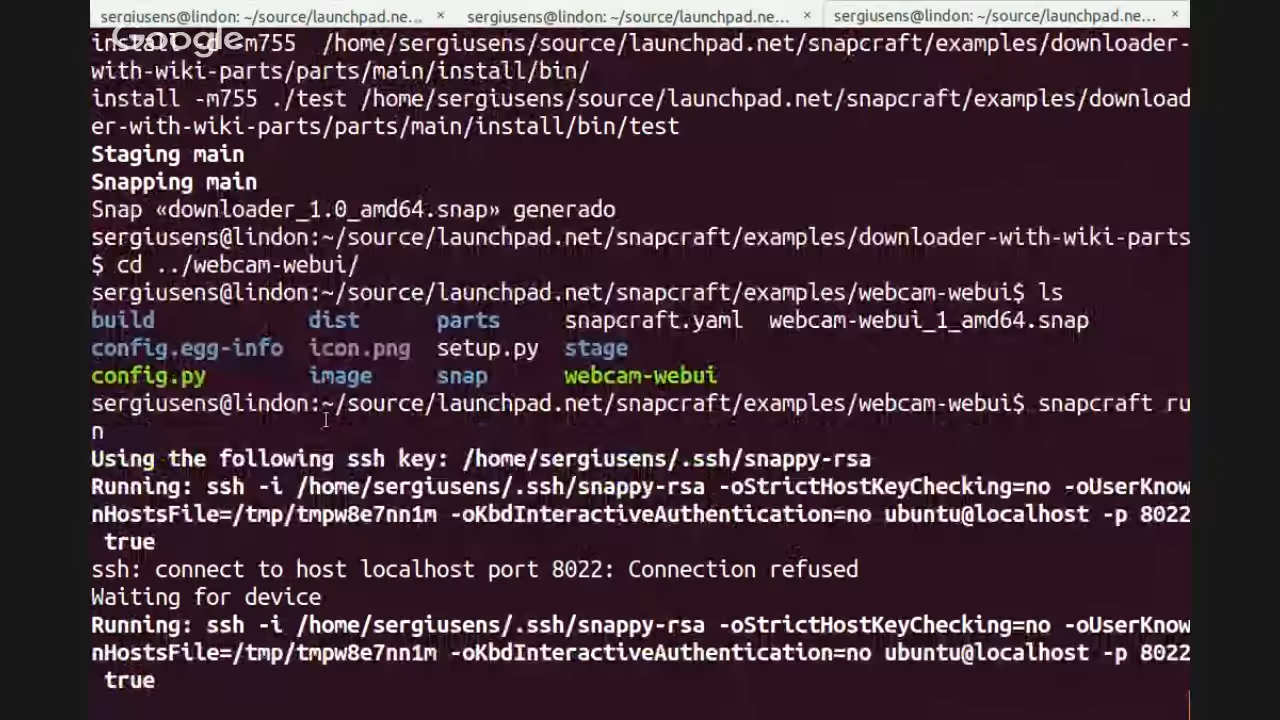 sergiusens@lindon: ~/source/launchpad.ne... × sergiusens@lindon: ~/source/launchpad.ne... × sergiusens@lindon: ~/source/launchpad.ne... ×
Google
install -m755 /home/sergiusens/source/launchpad.net/snapcraft/examples/downloader-
with-wiki-parts/parts/main/install/bin/
install -m755 ./test /home/sergiusens/source/launchpad.net/snapcraft/examples/download
er-with-wiki-parts/parts/main/install/bin/test
Staging main
Snapping main
Snap «downloader_1.0_amd64.snap» generado
sergiusens@lindon:~/source/launchpad.net/snapcraft/examples/downloader-with-wiki-parts
$ cd ../webcam-webui/
sergiusens@lindon:~/source/launchpad.net/snapcraft/examples/webcam-webui$ ls
build dist parts snapcraft.yaml webcam-webui_1_amd64.snap
config.egg-info icon.png setup.py stage
config.py image snap webcam-webui
sergiusens@lindon:~/source/launchpad.net/snapcraft/examples/webcam-webui$ snapcraft ru
n
Using the following ssh key: /home/sergiusens/.ssh/snappy-rsa
Running: ssh -i /home/sergiusens/.ssh/snappy-rsa -oStrictHostKeyChecking=no -oUserKnow
nHostsFile=/tmp/tmpw8e7nn1m -oKbdInteractiveAuthentication=no ubuntu@localhost -p 8022
true
ssh: connect to host localhost port 8022: Connection refused
Waiting for device
Running: ssh -i /home/sergiusens/.ssh/snappy-rsa -oStrictHostKeyChecking=no -oUserKnow
nHostsFile=/tmp/tmpw8e7nn1m -oKbdInteractiveAuthentication=no ubuntu@localhost -p 8022
true